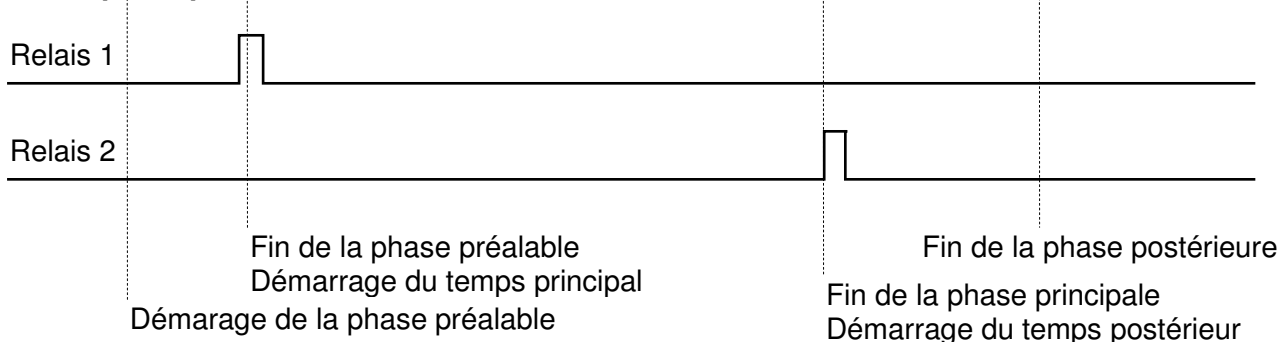 Relais 1
Relais 2
Fin de la phase préalable
Démarrage du temps principal
Démarage de la phase préalable
Fin de la phase postérieure
Fin de la phase principale
Démarrage du temps postérieur